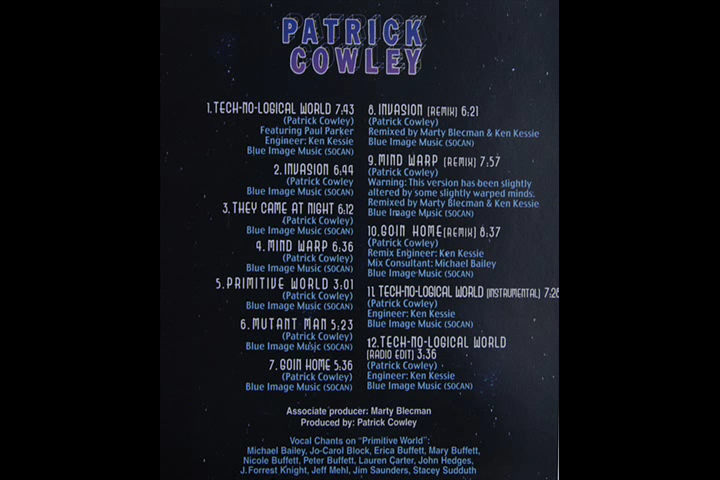 PATRICK
COWLEY
1. TECH-NO-LOGICAL WORLD 7:43
(Patrick Cowley)
Featuring Paul Parker
Engineer: Ken Kessie
Blue Image Music (SOCAN)
2. INVASION 6:44
(Patrick Cowley
Blue Image Music (SOCAN)
3. THEY CAME AT NIGHT 6:12
(Patrick Cowley)
Blue Image Music (SOCAN)
4. MIND WARP 6:36
(Patrick Cowley)
Blue Image Music (SOCAN)
5. PRIMITIVE WORLD 3:01
(Patrick Cowley)
Blue Image Music (SOCAN)
6. MUTANT MAN 5:23
(Patrick Cowley)
Blue Image Music (SOCAN)
7. GOIN HOME 5:36
(Patrick Cowley)
Blue Image Music (SOCAN)
8. INVASION (REMIX) 6:21
(Patrick Cowley)
Remixed by Marty Blecman & Ken Kessie
Blue Image Music (SOCAN)
9. MIND WARP (REMIX) 7:57
(Patrick Cowley)
Warning: This version has been slightly
altered by some slightly warped minds.
Remixed by Marty Blecman & Ken Kessie
Blue Image Music (SOCAN)
10. GOIN HOME (REMIX) 8:37
(Patrick Cowley)
Remix Engineer: Ken Kessie
Mix Consultant: Michael Bailey
Blue Image Music (SOCAN)
11. TECH-NO-LOGICAL WORLD (INSTRUMENTAL)
(Patrick Cowley)
Engineer: Ken Kessie
Blue Image Music (SOCAN)
12. TECH-NO-LOGICAL WORLD
(RADIO EDIT) 3:36
(Patrick Cowley)
Engineer: Ken Kessie
Blue Image Music (SOCAN)
Associate producer: Marty Blecman
Produced by: Patrick Cowley
Vocal Chants on "Primitive World":
Michael Bailey, Jo-Carol Block, Erica Buffett, Mary Buffett,
Nicole Buffett, Peter Buffett, Lauren Carter, John Hedges,
J. Forrest Knight, Jeff Mehl, Jim Saunders, Stacey Sudduth